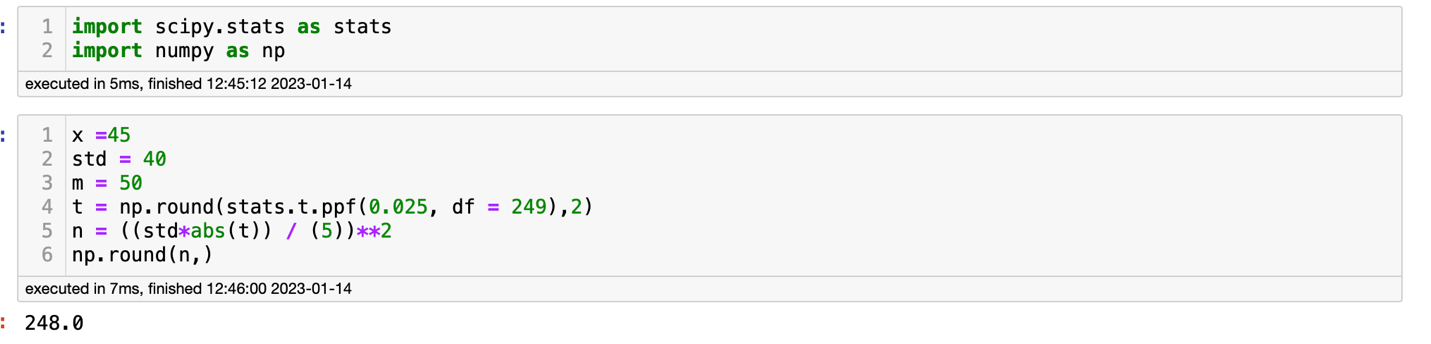 :
1 import scipy.stats as stats
2 import numpy as np
executed in 5ms, finished 12:45:12 2023-01-14
:
1 x =45
2 std = 40
3 m = 50
4 t = np.round(stats.t.ppf(0.025, df = 249),2)
5 n = ((std*abs(t)) / (5))**2
6 np.round(n,)
executed in 7ms, finished 12:46:00 2023-01-14
: 248.0